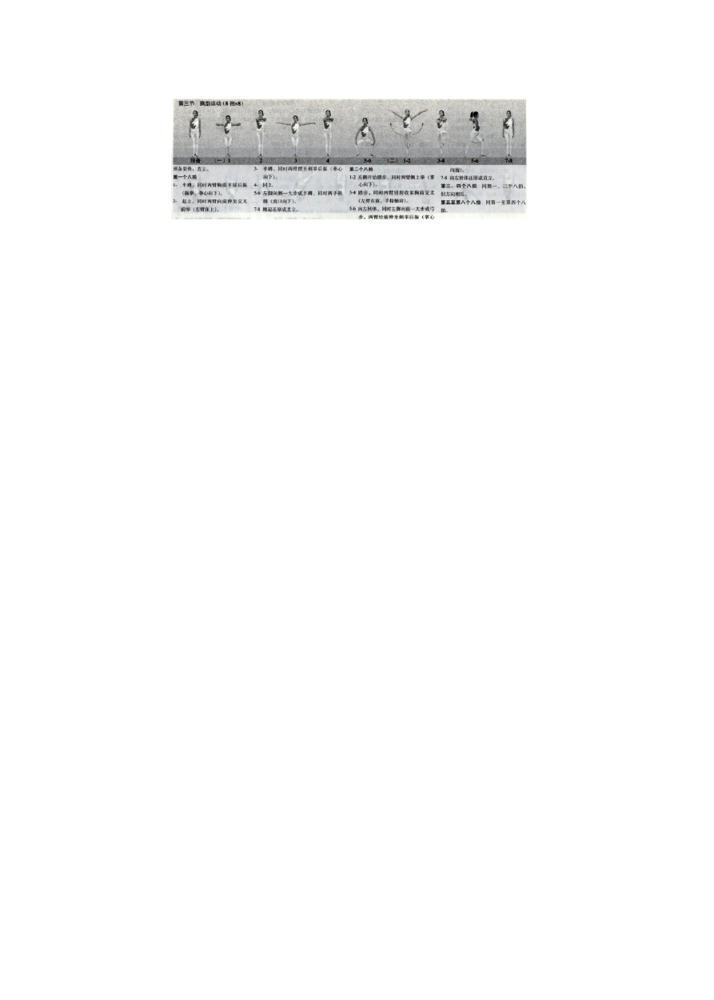 第三节 胸部运动(8拍×8)
预备 (一) 1 2 3 4 5-6 (二) 1-2 3-4 5-6 7-8
预备姿势:直立。
第一个八拍
1- 半蹲,同时两臂胸前平屈后振
(握拳,拳心向下)。
2- 起立,同时两臂向前伸至交叉
前举(左臂在上)。
3- 半蹲,同时两臂摆至侧举后振(拳心
向下)。
4- 同2。
5-6 左脚向侧一大步成半蹲,同时两手扶
膝(虎口向下)。
7-8 跳起还原成直立。
第二个八拍
1-2 左脚开始踏步,同时两臂侧上举(掌
心向下)。
3-4 踏步,同时两臂屈肘收至胸前交叉
(左臂在前,手接触肩)。
5-6 向左转体,同时左脚向前一大步成弓
步,两臂经前伸至侧举后振(掌心
向前)。
7-8 向右转体还原成直立。
第三、四个八拍 同第一、二个八拍,
但方向相反。
第五至第八个八拍 同第一至第四个八
拍。